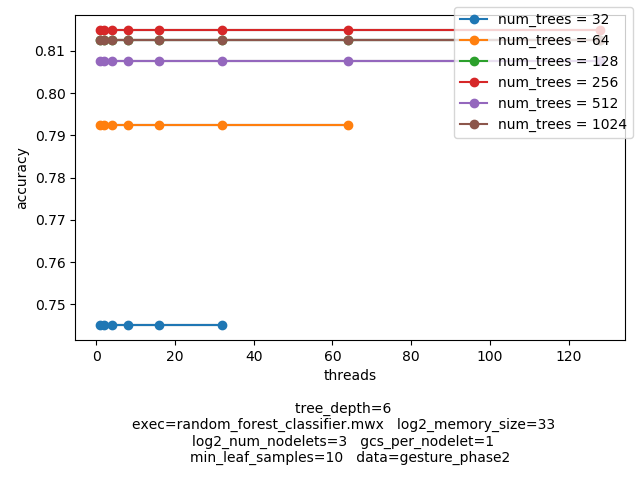 num_trees = 32
num_trees = 64
num_trees = 128
num_trees = 256
num_trees = 512
num_trees = 1024
0.81
0.80
0.79
0.78
0.77
0.76
0.75
accuracy
0 20 40 60 80 100 120
threads
tree_depth=6
exec=random_forest_classifier.mwx log2_memory_size=33
log2_num_nodelets=3 gcs_per_nodelet=1
min_leaf_samples=10 data=gesture_phase2